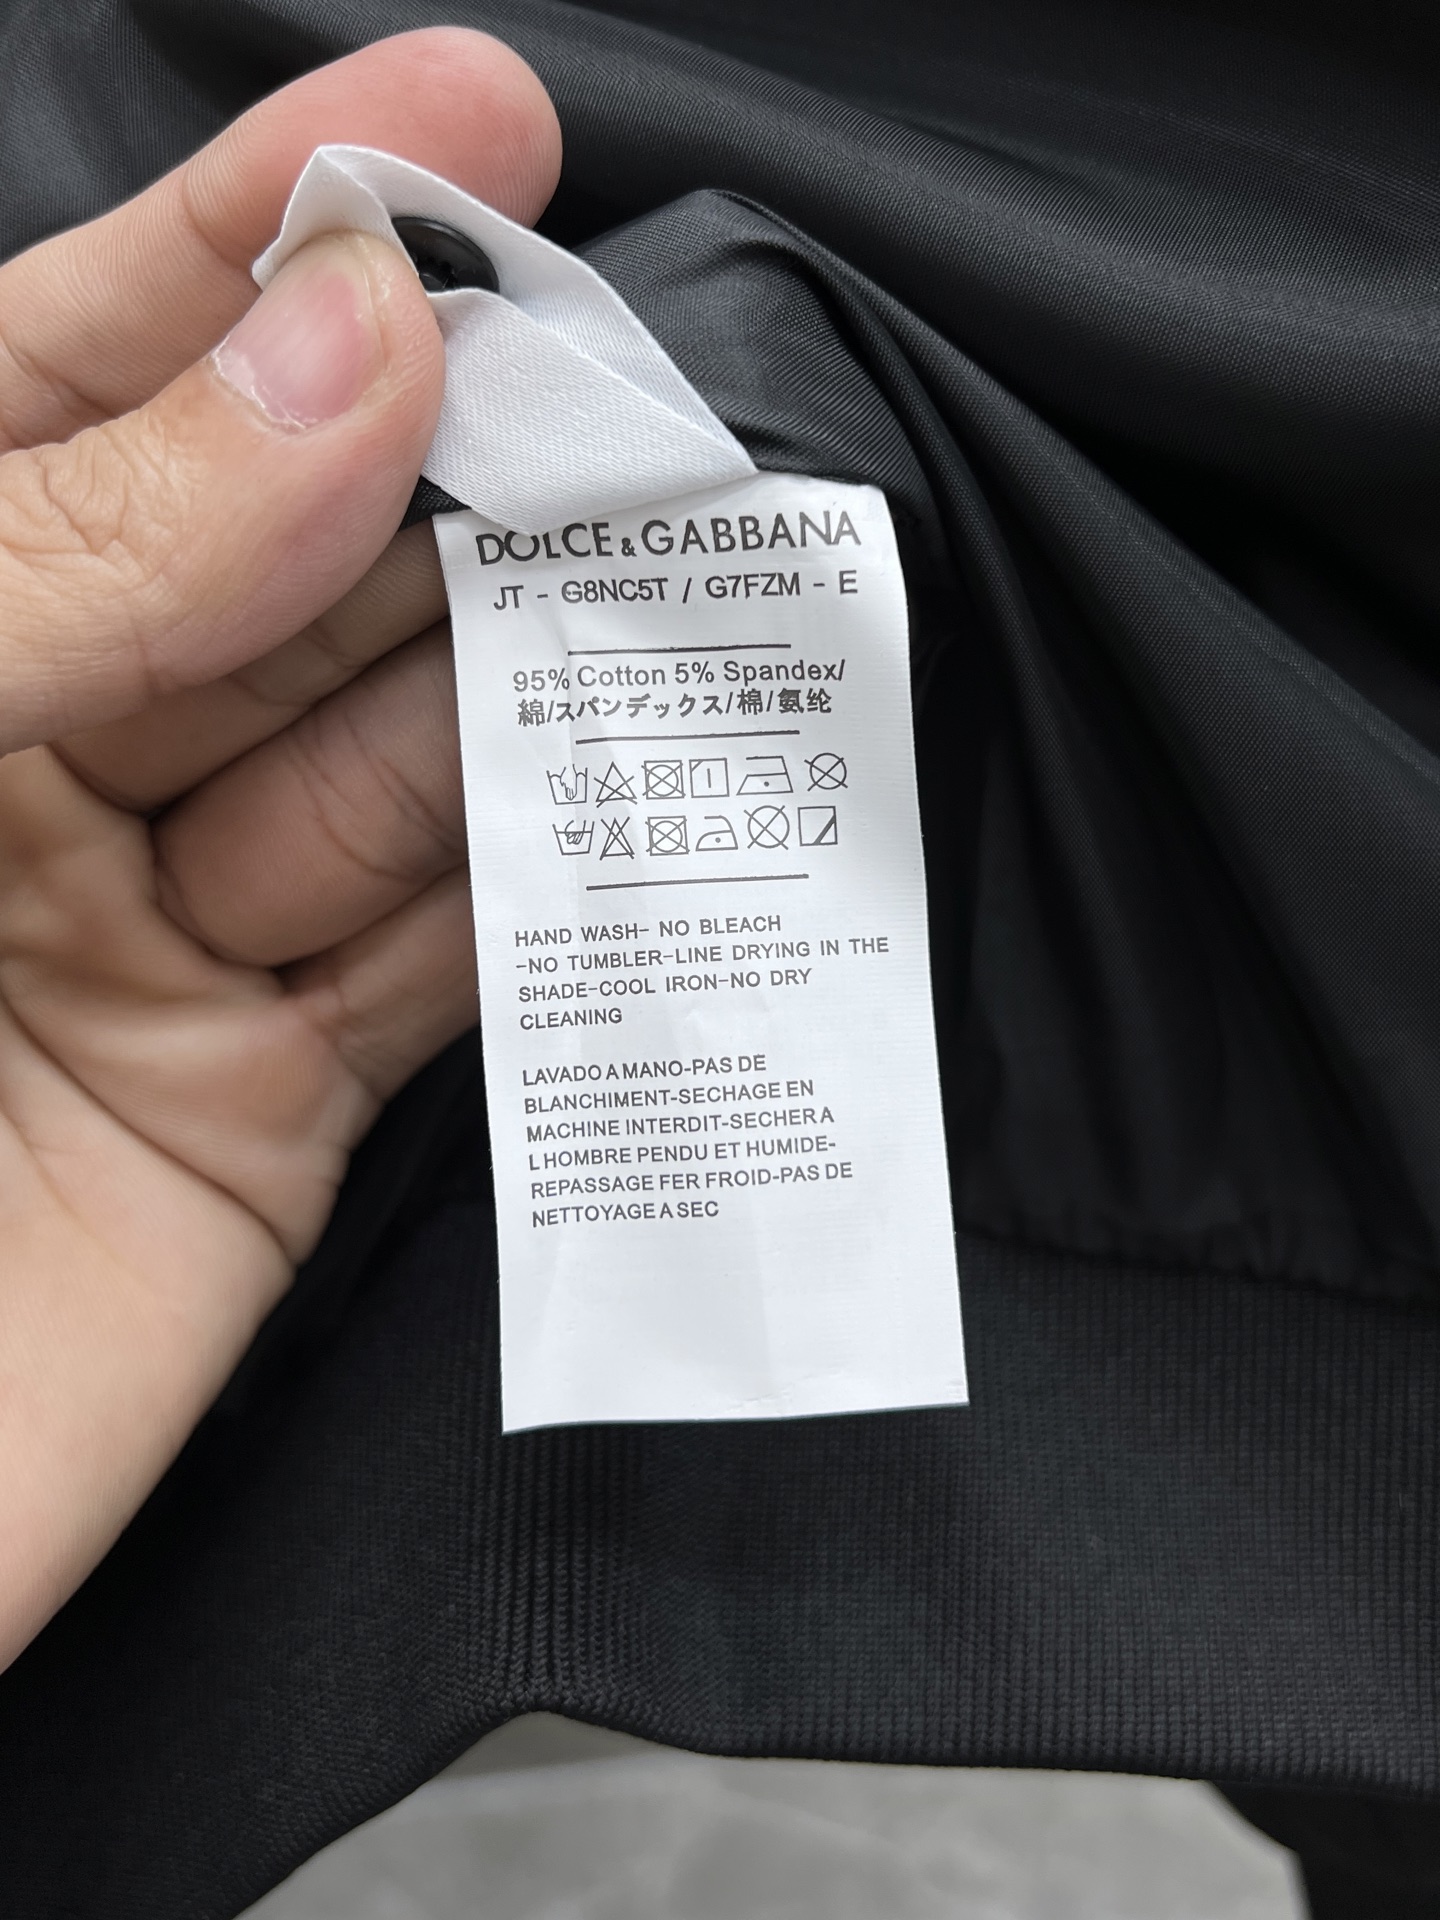 DOLCE & GABBANA
JT - G8NC5T / G7FZM - E
95% Cotton 5% Spandex/
綿/スパンデックス/棉/氨纶
HAND WASH- NO BLEACH
-NO TUMBLER-LINE DRYING IN THE
SHADE-COOL IRON-NO DRY
CLEANING
LAVADO A MANO-PAS DE
BLANCHIMENT-SECHAGE EN
MACHINE INTERDIT-SECHER A
L HOMBRE PENDU ET HUMIDE-
REPASSAGE FER FROID-PAS DE
NETTOYAGE A SEC